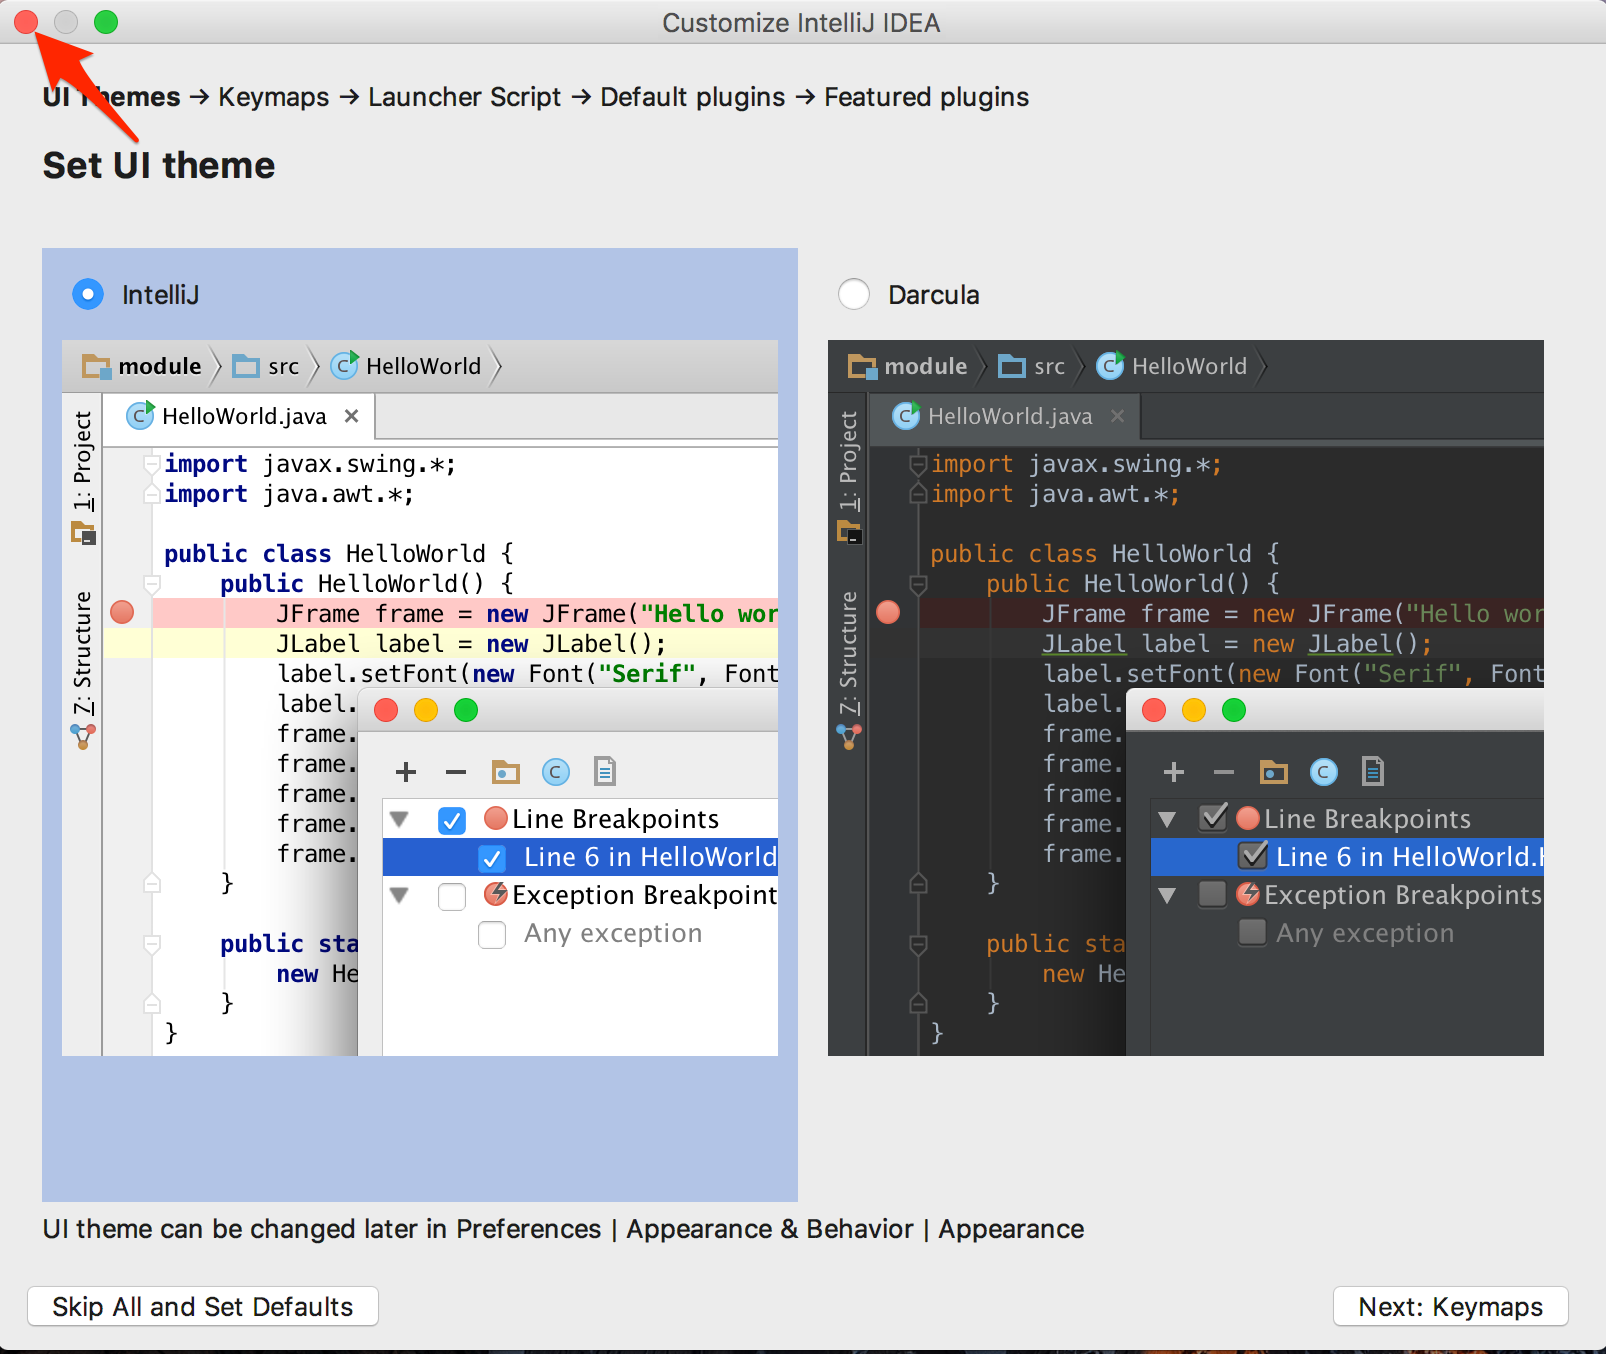 Customize IntelliJ IDEA
UI Themes → Keymaps → Launcher Script → Default plugins → Featured plugins
Set UI theme
IntelliJ
module src HelloWorld
HelloWorld.java
1: Project
7: Structure
import javax.swing.*;
import java.awt.*;
public class HelloWorld {
public HelloWorld() {
JFrame frame = new JFrame("Hello wor
JLabel label = new JLabel();
label.setFont(new Font("Serif", Font
label.
frame.
frame.
frame.
frame.
frame.
}
public sta
new He
}
}
Line Breakpoints
Line 6 in HelloWorld
Exception Breakpoint
Any exception
Darcula
module src HelloWorld
HelloWorld.java
1: Project
7: Structure
import javax.swing.*;
import java.awt.*;
public class HelloWorld {
public HelloWorld() {
JFrame frame = new JFrame("Hello wor
JLabel label = new JLabel();
label.setFont(new Font("Serif", Font
label.
frame.
frame.
frame.
frame.
frame.
}
public sta
new He
}
}
Line Breakpoints
Line 6 in HelloWorld.H
Exception Breakpoints
Any exception
UI theme can be changed later in Preferences | Appearance & Behavior | Appearance
Skip All and Set Defaults
Next: Keymaps